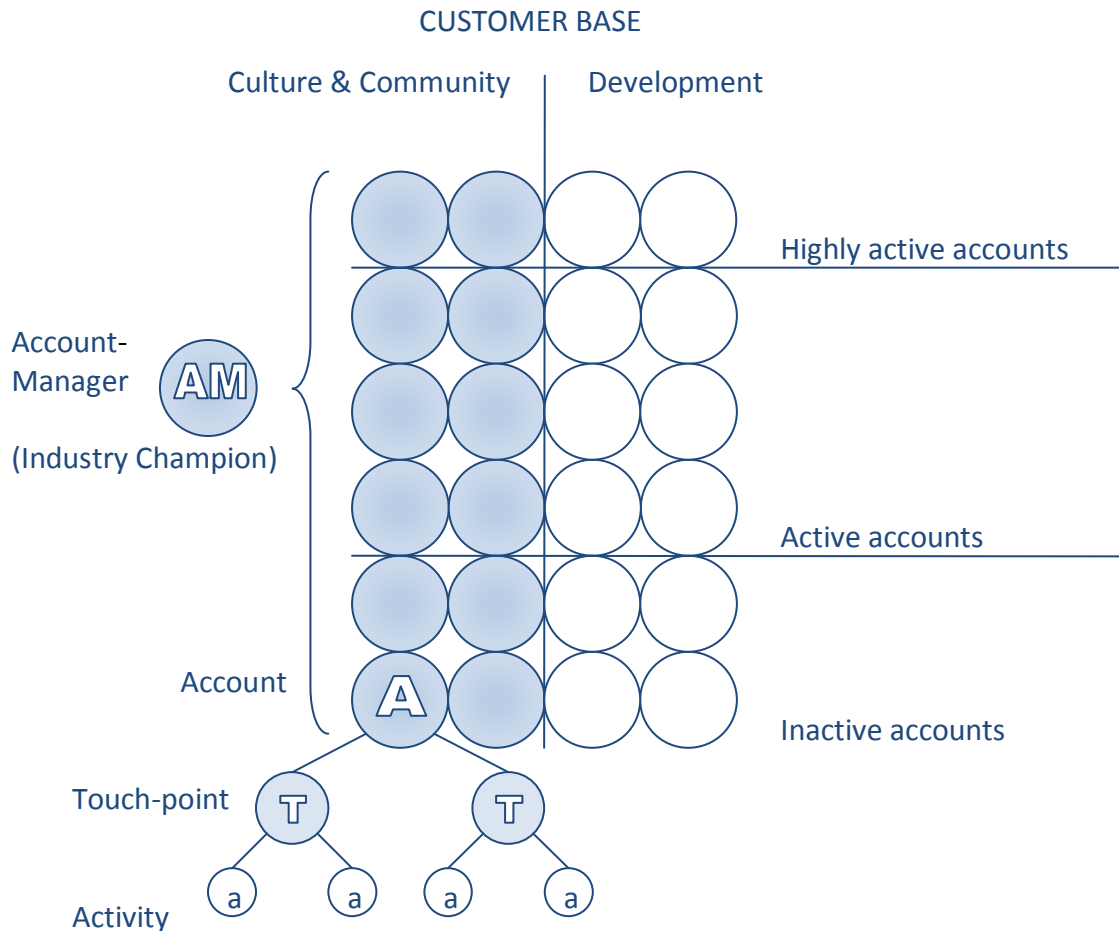 CUSTOMER BASE
Culture & Community
Development
Highly active accounts
Account-
Manager
AM
(Industry Champion)
Active accounts
Account
A
Inactive accounts
Touch-point
T
T
a
a
a
a
Activity